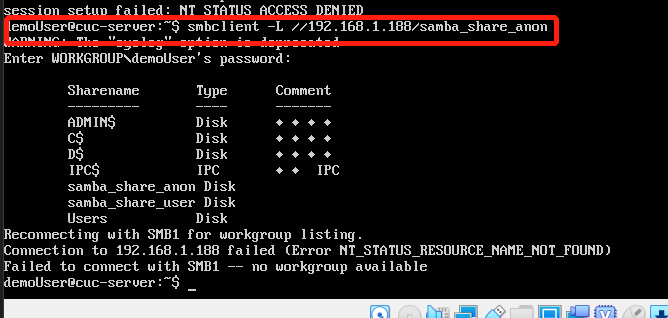 session setup failed: NT_STATUS_ACCESS_DENIED
demoUser@cuc-server:~$ smbclient -L //192.168.1.188/samba_share_anon
WARNING: The "syslog" option is deprecated
Enter WORKGROUP\demoUser's password:
Sharename Type Comment
--------- ---- -------
ADMIN$ Disk ◆ ◆ ◆ ◆
C$ Disk ◆ ◆ ◆ ◆
D$ Disk ◆ ◆ ◆ ◆
IPC$ IPC ◆ ◆ IPC
samba_share_anon Disk
samba_share_user Disk
Users Disk
Reconnecting with SMB1 for workgroup listing.
Connection to 192.168.1.188 failed (Error NT_STATUS_RESOURCE_NAME_NOT_FOUND)
Failed to connect with SMB1 -- no workgroup available
demoUser@cuc-server:~$ _